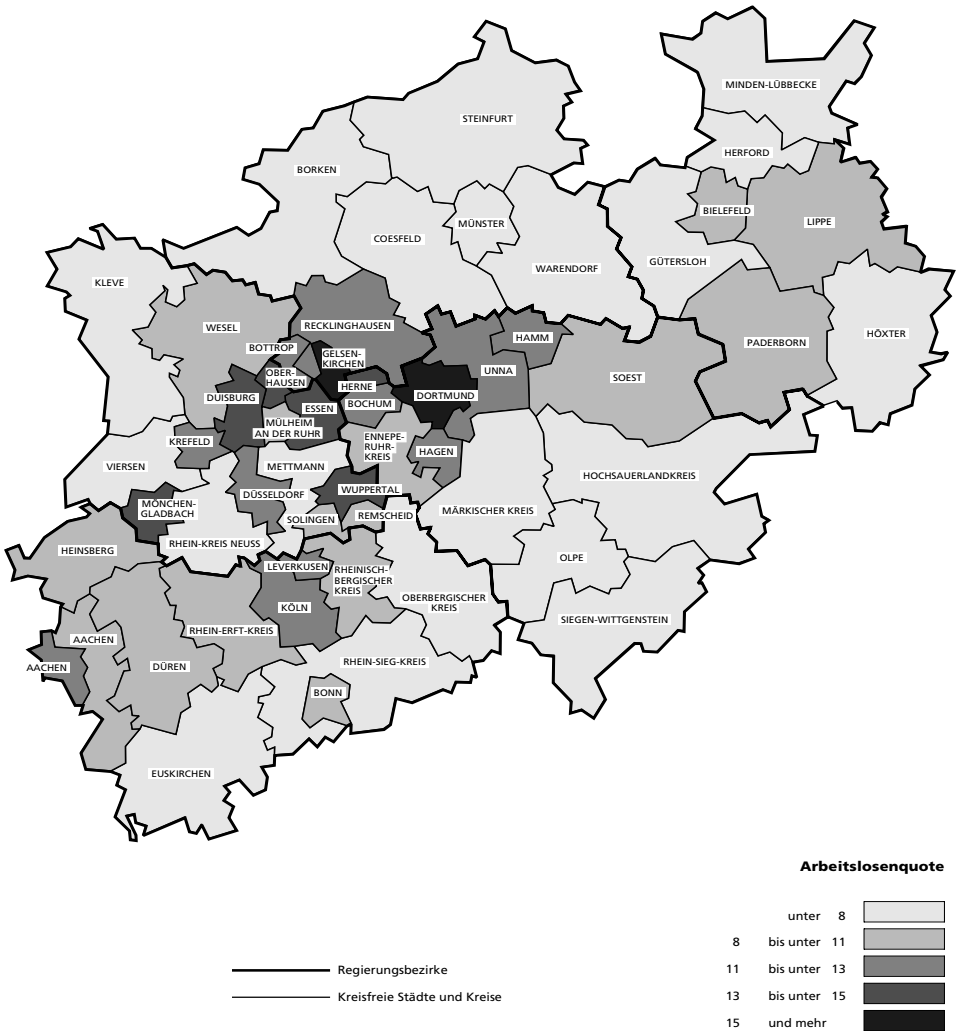 MINDEN-LÜBBECKE
STEINFURT
HERFORD
BORKEN
BIELEFELD
LIPPE
MÜNSTER
COESFELD
GÜTERSLOH
WARENDORF
KLEVE
RECKLINGHAUSEN
WESEL
HÖXTER
HAMM
PADERBORN
BOTTROP
GELSEN-
KIRCHEN
UNNA
OBER-
HAUSEN
SOEST
HERNE
DORTMUND
DUISBURG
BOCHUM
ESSEN
MÜLHEIM
AN DER RUHR
KREFELD
ENNEPE-
RUHR-
KREIS
HAGEN
VIERSEN
METTMANN
HOCHSAUERLANDKREIS
DÜSSELDORF
WUPPERTAL
MÖNCHEN-
GLADBACH
MÄRKISCHER KREIS
SOLINGEN
REMSCHEID
RHEIN-KREIS NEUSS
HEINSBERG
OLPE
LEVERKUSEN
RHEINISCH-
BERGISCHER
KREIS
OBERBERGISCHER
KREIS
KÖLN
SIEGEN-WITTGENSTEIN
RHEIN-ERFT-KREIS
AACHEN
RHEIN-SIEG-KREIS
AACHEN
DÜREN
BONN
EUSKIRCHEN
Arbeitslosenquote
unter 8
8 bis unter 11
11 bis unter 13
13 bis unter 15
15 und mehr
Regierungsbezirke
Kreisfreie Städte und Kreise